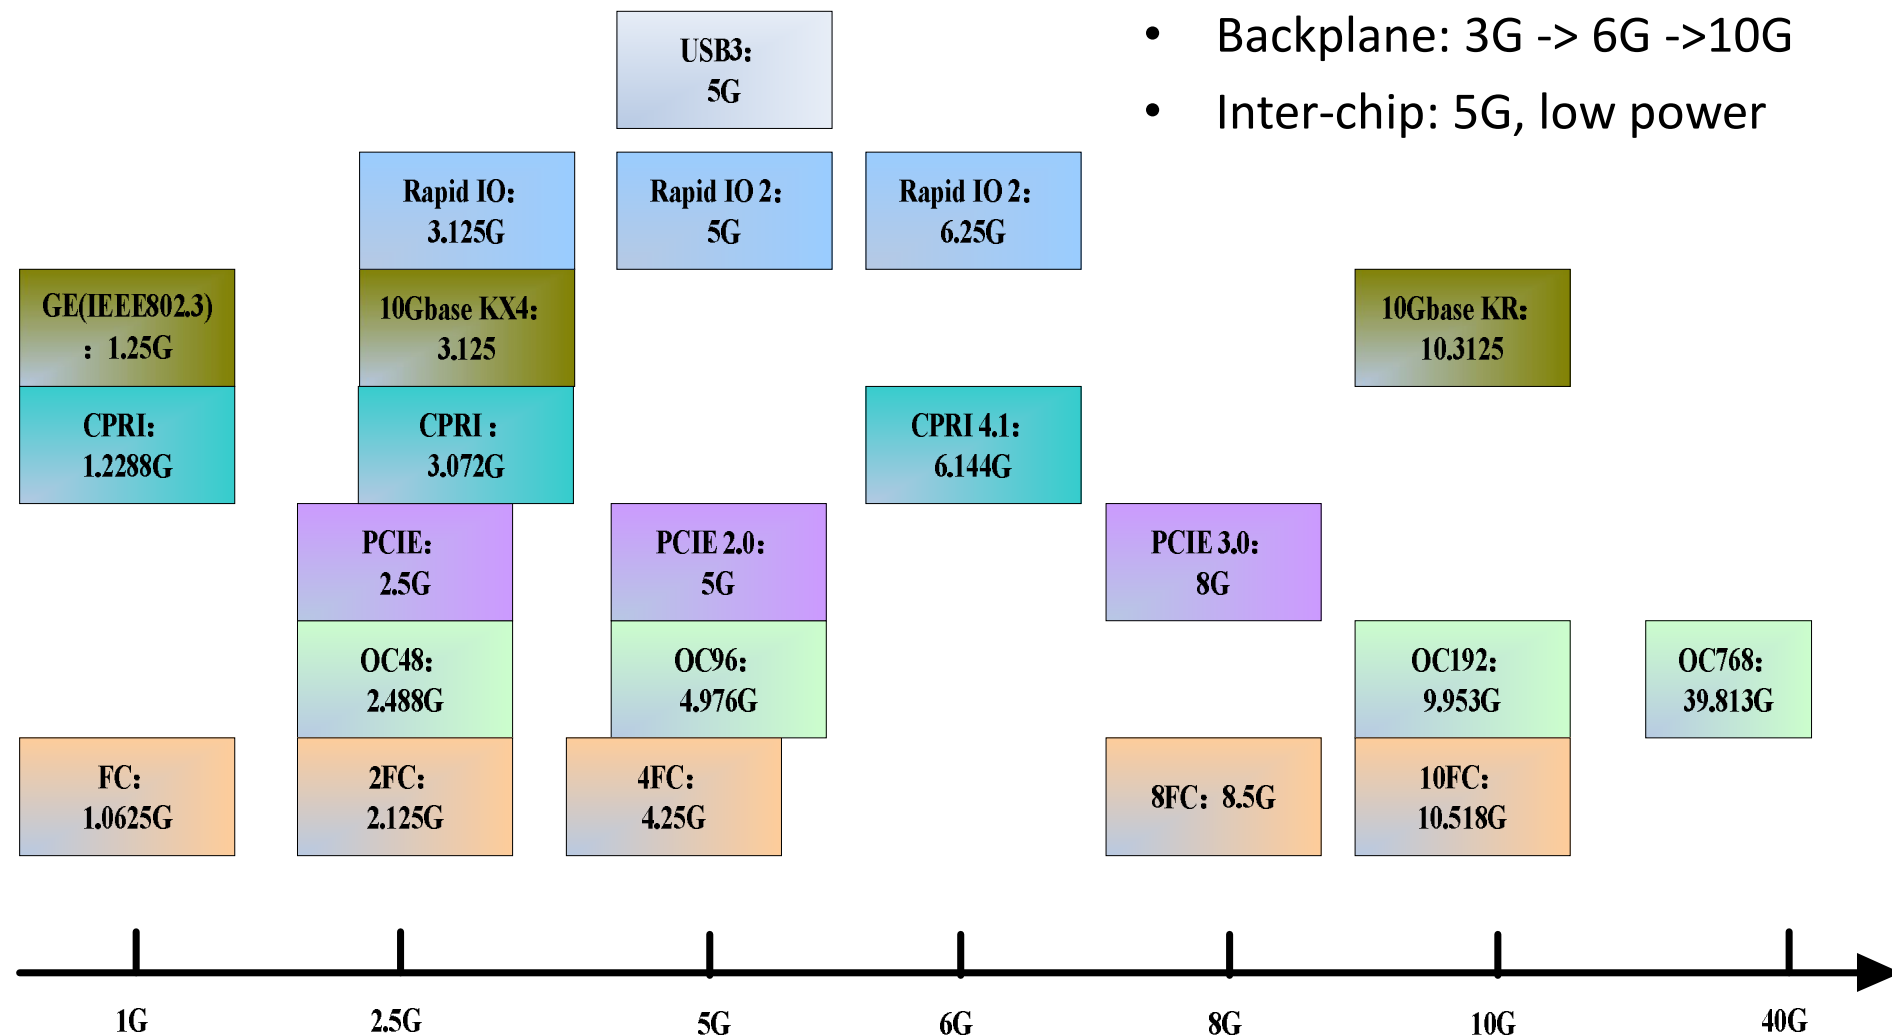 • Backplane: 3G -> 6G ->10G
• Inter-chip: 5G, low power
USB3：
5G
Rapid IO：
3.125G
Rapid IO 2：
5G
Rapid IO 2：
6.25G
GE(IEEE802.3)
：1.25G
10Gbase KX4：
3.125
10Gbase KR：
10.3125
CPRI：
1.2288G
CPRI ：
3.072G
CPRI 4.1：
6.144G
PCIE：
2.5G
PCIE 2.0：
5G
PCIE 3.0：
8G
OC48：
2.488G
OC96：
4.976G
OC192：
9.953G
OC768：
39.813G
FC：
1.0625G
2FC：
2.125G
4FC：
4.25G
8FC：8.5G
10FC：
10.518G
1G 2.5G 5G 6G 8G 10G 40G